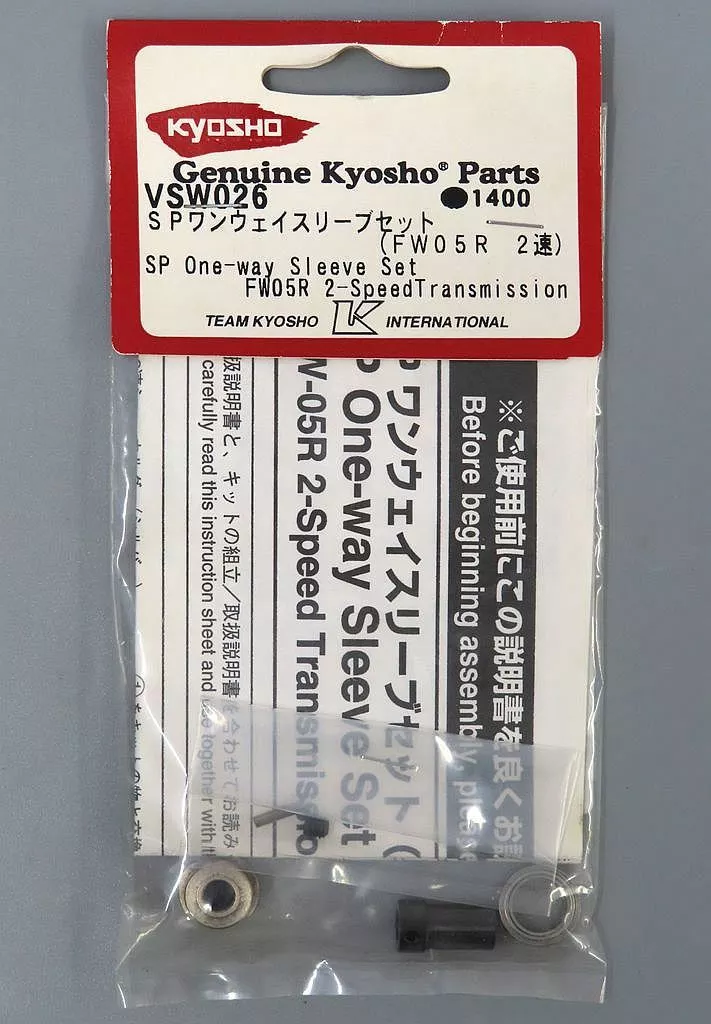 KYOSHO
Genuine Kyosho® Parts
VSW026 ●1400
SPワンウェイスリーブセット
(FW05R 2速)
SP One-way Sleeve Set
FW05R 2-SpeedTransmission
TEAM KYOSHO K INTERNATIONAL
※ご使用前にこの説明書を良くお読
Before beginning assembly, please
P ワンウェイスリーブセット (
P One-way Sleeve Set
W-05R 2-Speed Transmissio
扱説明書と、キットの組立／取扱説明書を合わせてお読み
carefully read this instruction sheet and use together with